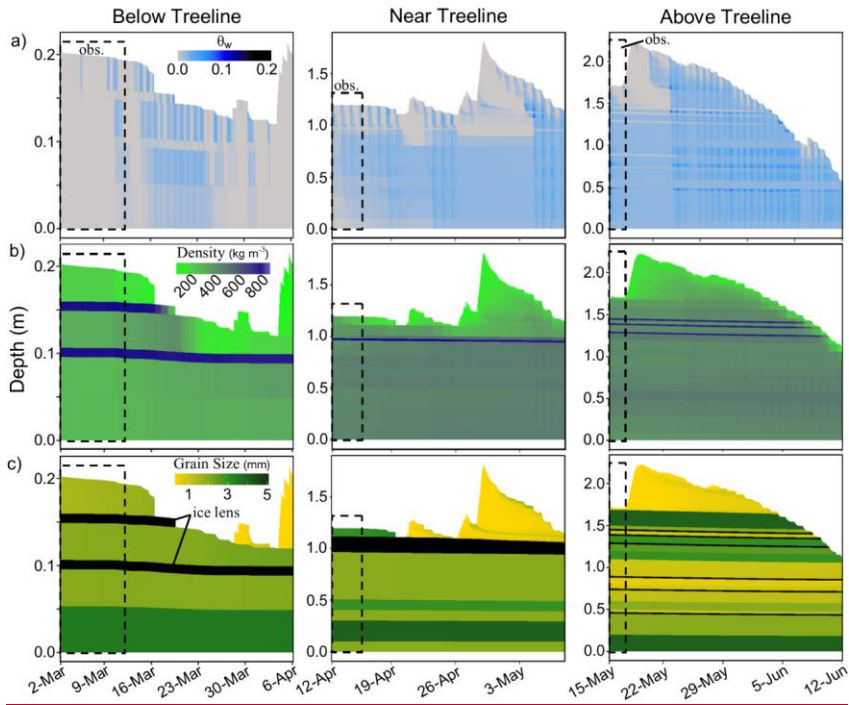 Below Treeline
Near Treeline
Above Treeline
a)
obs.
θw
0.0 0.1 0.2
obs.
obs.
0.2
0.1
0.0
1.5
1.0
0.5
0.0
2.0
1.5
1.0
0.5
0.0
b)
Density (kg m⁻³)
200 400 600 800
Depth (m)
0.2
0.1
0.0
1.5
1.0
0.5
0.0
2.0
1.5
1.0
0.5
0.0
c)
Grain Size (mm)
1 3 5
ice lens
0.2
0.1
0.0
1.5
1.0
0.5
0.0
2.0
1.5
1.0
0.5
0.0
2-Mar 9-Mar 16-Mar 23-Mar 30-Mar 6-Apr
12-Apr 19-Apr 26-Apr 3-May
15-May 22-May 29-May 5-Jun 12-Jun